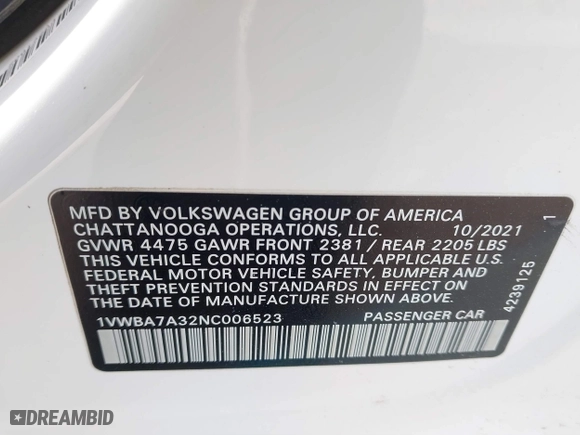 MFD BY VOLKSWAGEN GROUP OF AMERICA
CHATTANOOGA OPERATIONS, LLC. 10/2021
GVWR 4475 GAWR FRONT 2381 / REAR 2205 LBS
THIS VEHICLE CONFORMS TO ALL APPLICABLE U.S.
FEDERAL MOTOR VEHICLE SAFETY, BUMPER AND
THEFT PREVENTION STANDARDS IN EFFECT ON
THE DATE OF MANUFACTURE SHOWN ABOVE.
1VWBA7A32NC006523 PASSENGER CAR
4239125 1
DREAMBID